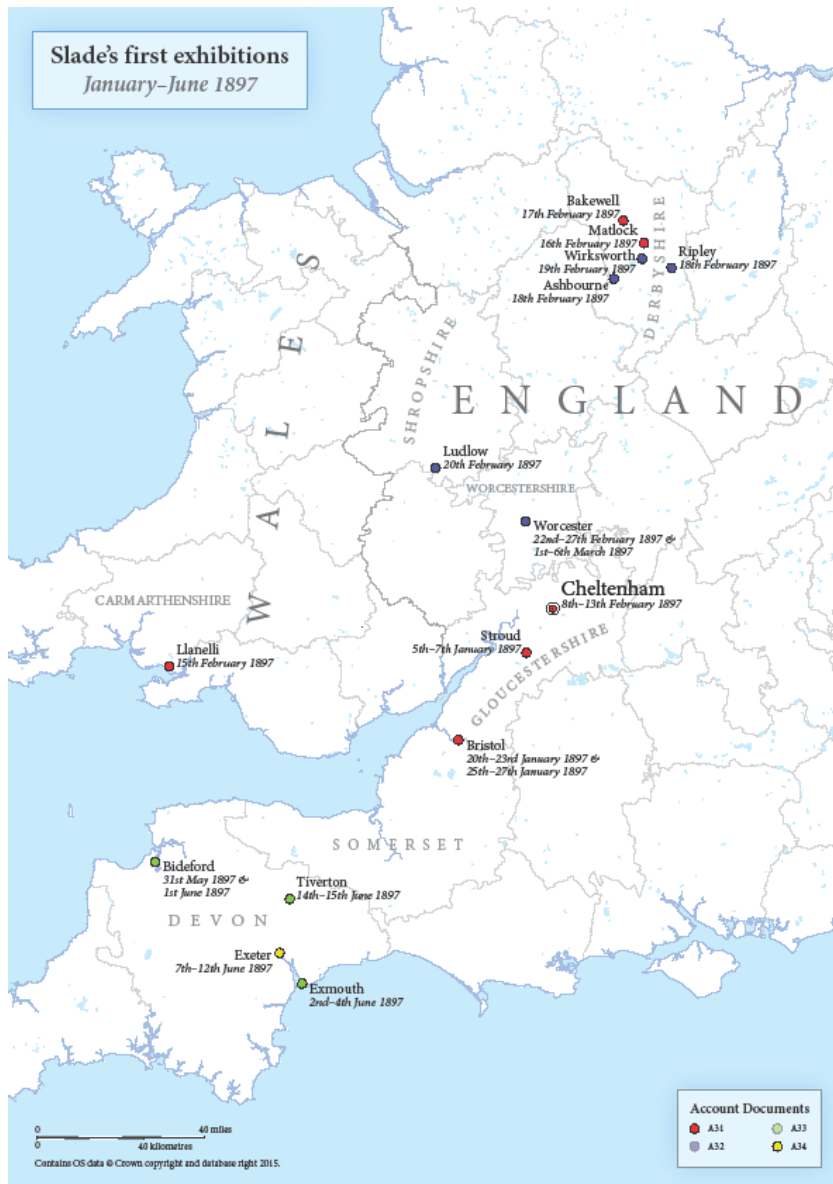 Slade's first exhibitions
January–June 1897
Bakewell
17th February 1897
Matlock
16th February 1897
Wirksworth
19th February 1897
Ashbourne
18th February 1897
Ripley
18th February 1897
DERBYSHIRE
WALES
SHROPSHIRE
ENGLAND
Ludlow
20th February 1897
WORCESTERSHIRE
Worcester
22nd–27th February 1897 &
1st–6th March 1897
Cheltenham
8th–13th February 1897
CARMARTHENSHIRE
Llanelli
15th February 1897
Stroud
5th–7th January 1897
GLOUCESTERSHIRE
Bristol
20th–23rd January 1897 &
25th–27th January 1897
SOMERSET
Bideford
31st May 1897 &
1st June 1897
Tiverton
14th–15th June 1897
DEVON
Exeter
7th–12th June 1897
Exmouth
2nd–4th June 1897
Account Documents
A31
A33
A32
A34
0 40 miles
0 40 kilometres
Contains OS data © Crown copyright and database right 2015.